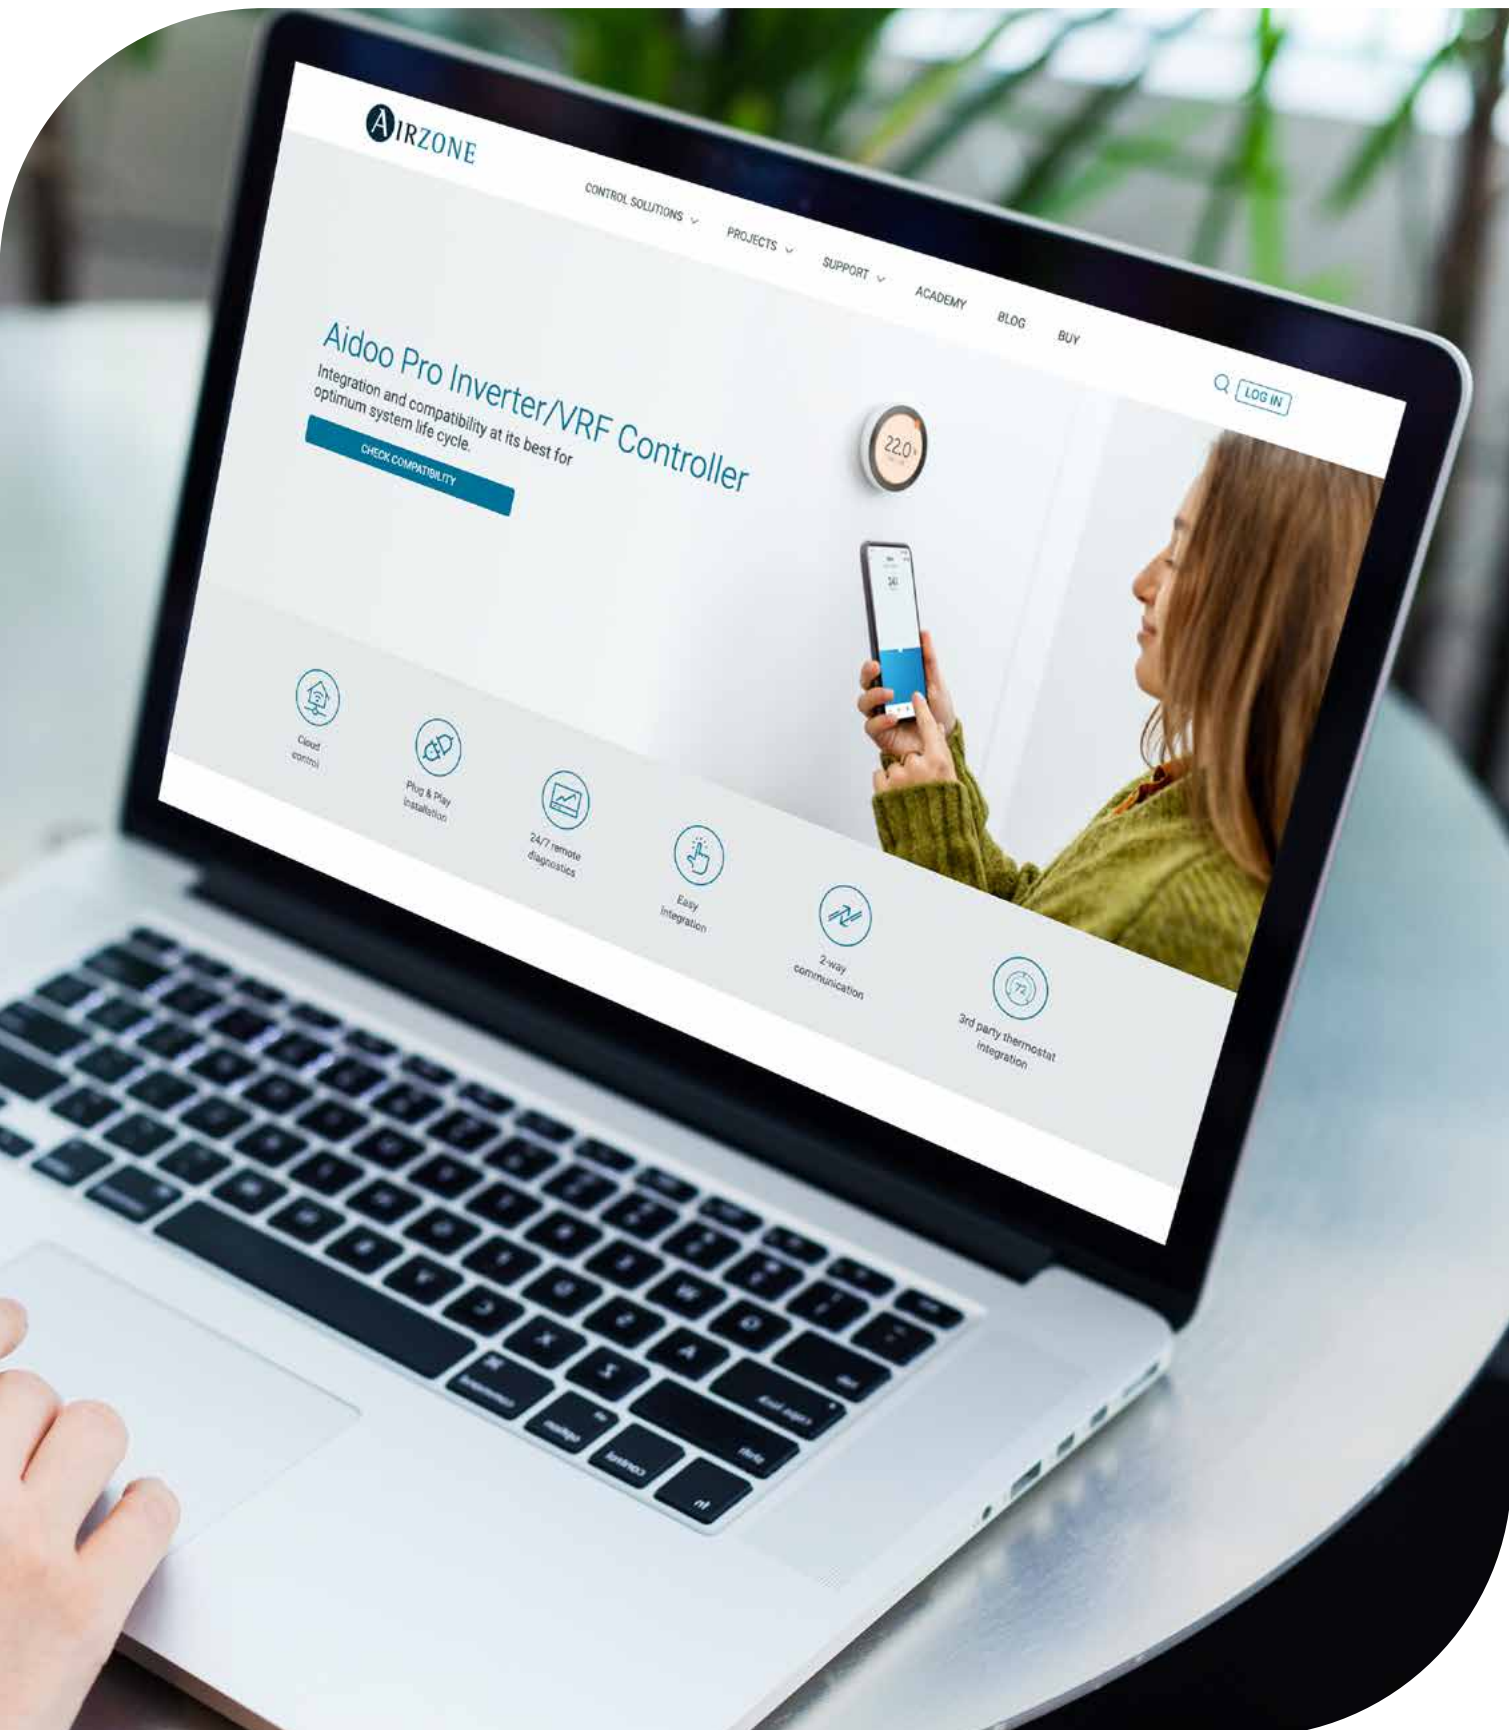 AIRZONE
CONTROL SOLUTIONS
PROJECTS
SUPPORT
ACADEMY
BLOG
BUY
LOG IN
Aidoo Pro Inverter/VRF Controller
Integration and compatibility at its best for
optimum system life cycle.
CHECK COMPATIBILITY
22.0
Cloud
control
Plug & Play
installation
24/7 remote
diagnostics
Easy
integration
2-way
communication
72
3rd party thermostat
integration